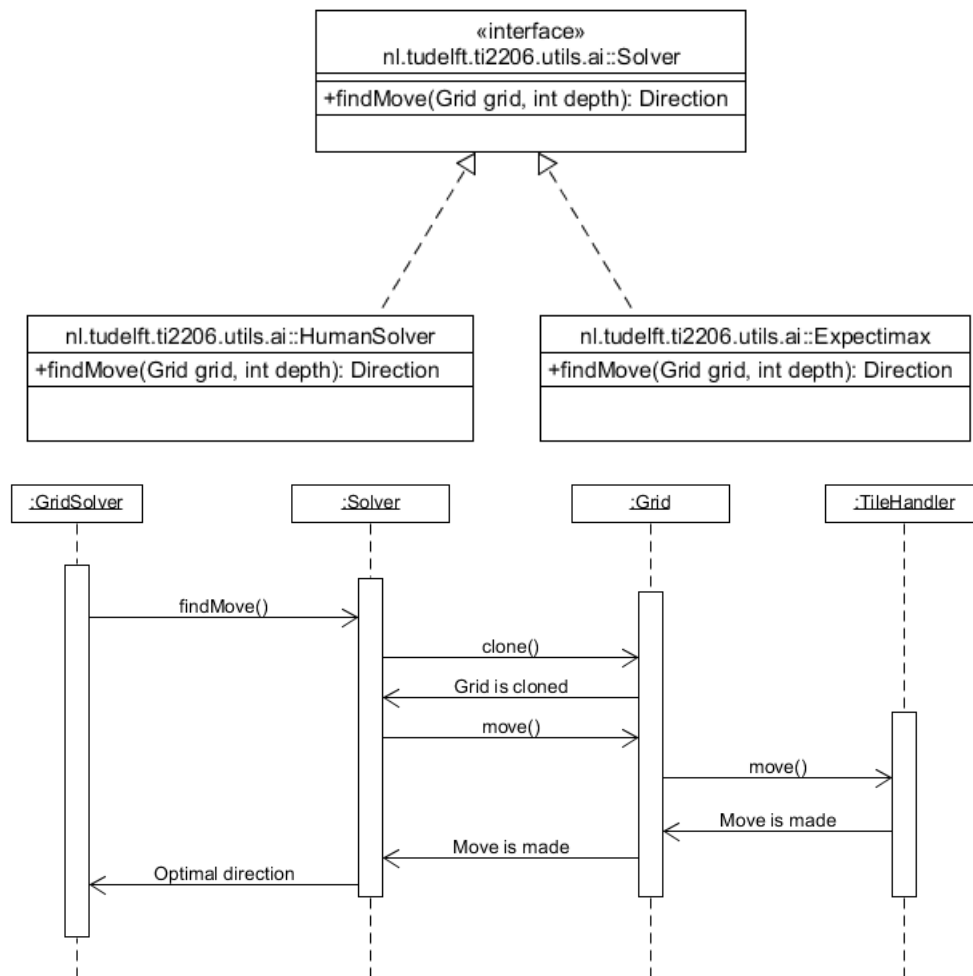 «interface»
nl.tudelft.ti2206.utils.ai::Solver
+findMove(Grid grid, int depth): Direction
nl.tudelft.ti2206.utils.ai::HumanSolver
+findMove(Grid grid, int depth): Direction
nl.tudelft.ti2206.utils.ai::Expectimax
+findMove(Grid grid, int depth): Direction
:GridSolver
:Solver
:Grid
:TileHandler
findMove()
clone()
Grid is cloned
move()
move()
Move is made
Move is made
Optimal direction